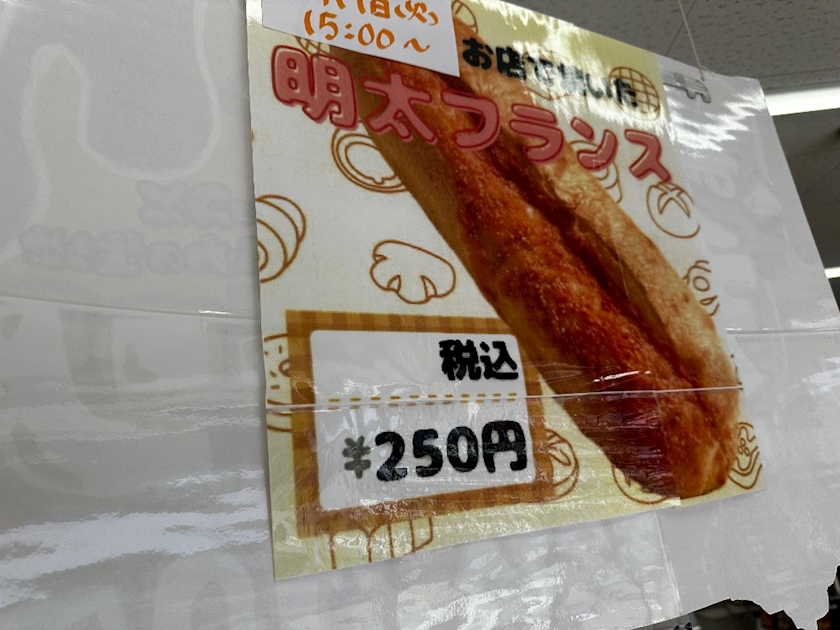 15:00～
お店で焼いた
明太フランス
税込
¥250円